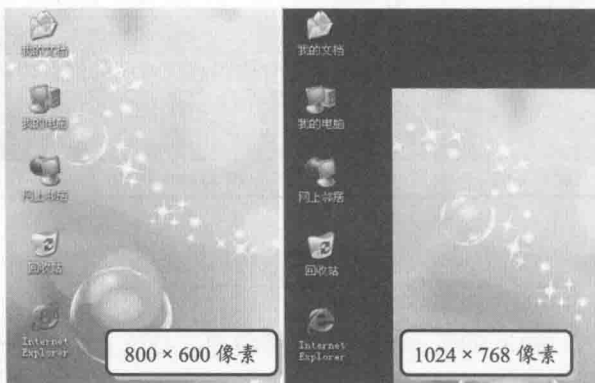 我的文档
我的电脑
网上邻居
回收站
Internet
Explorer
800 × 600 像素
我的文档
我的电脑
网上邻居
回收站
Internet
Explorer
1024 × 768 像素